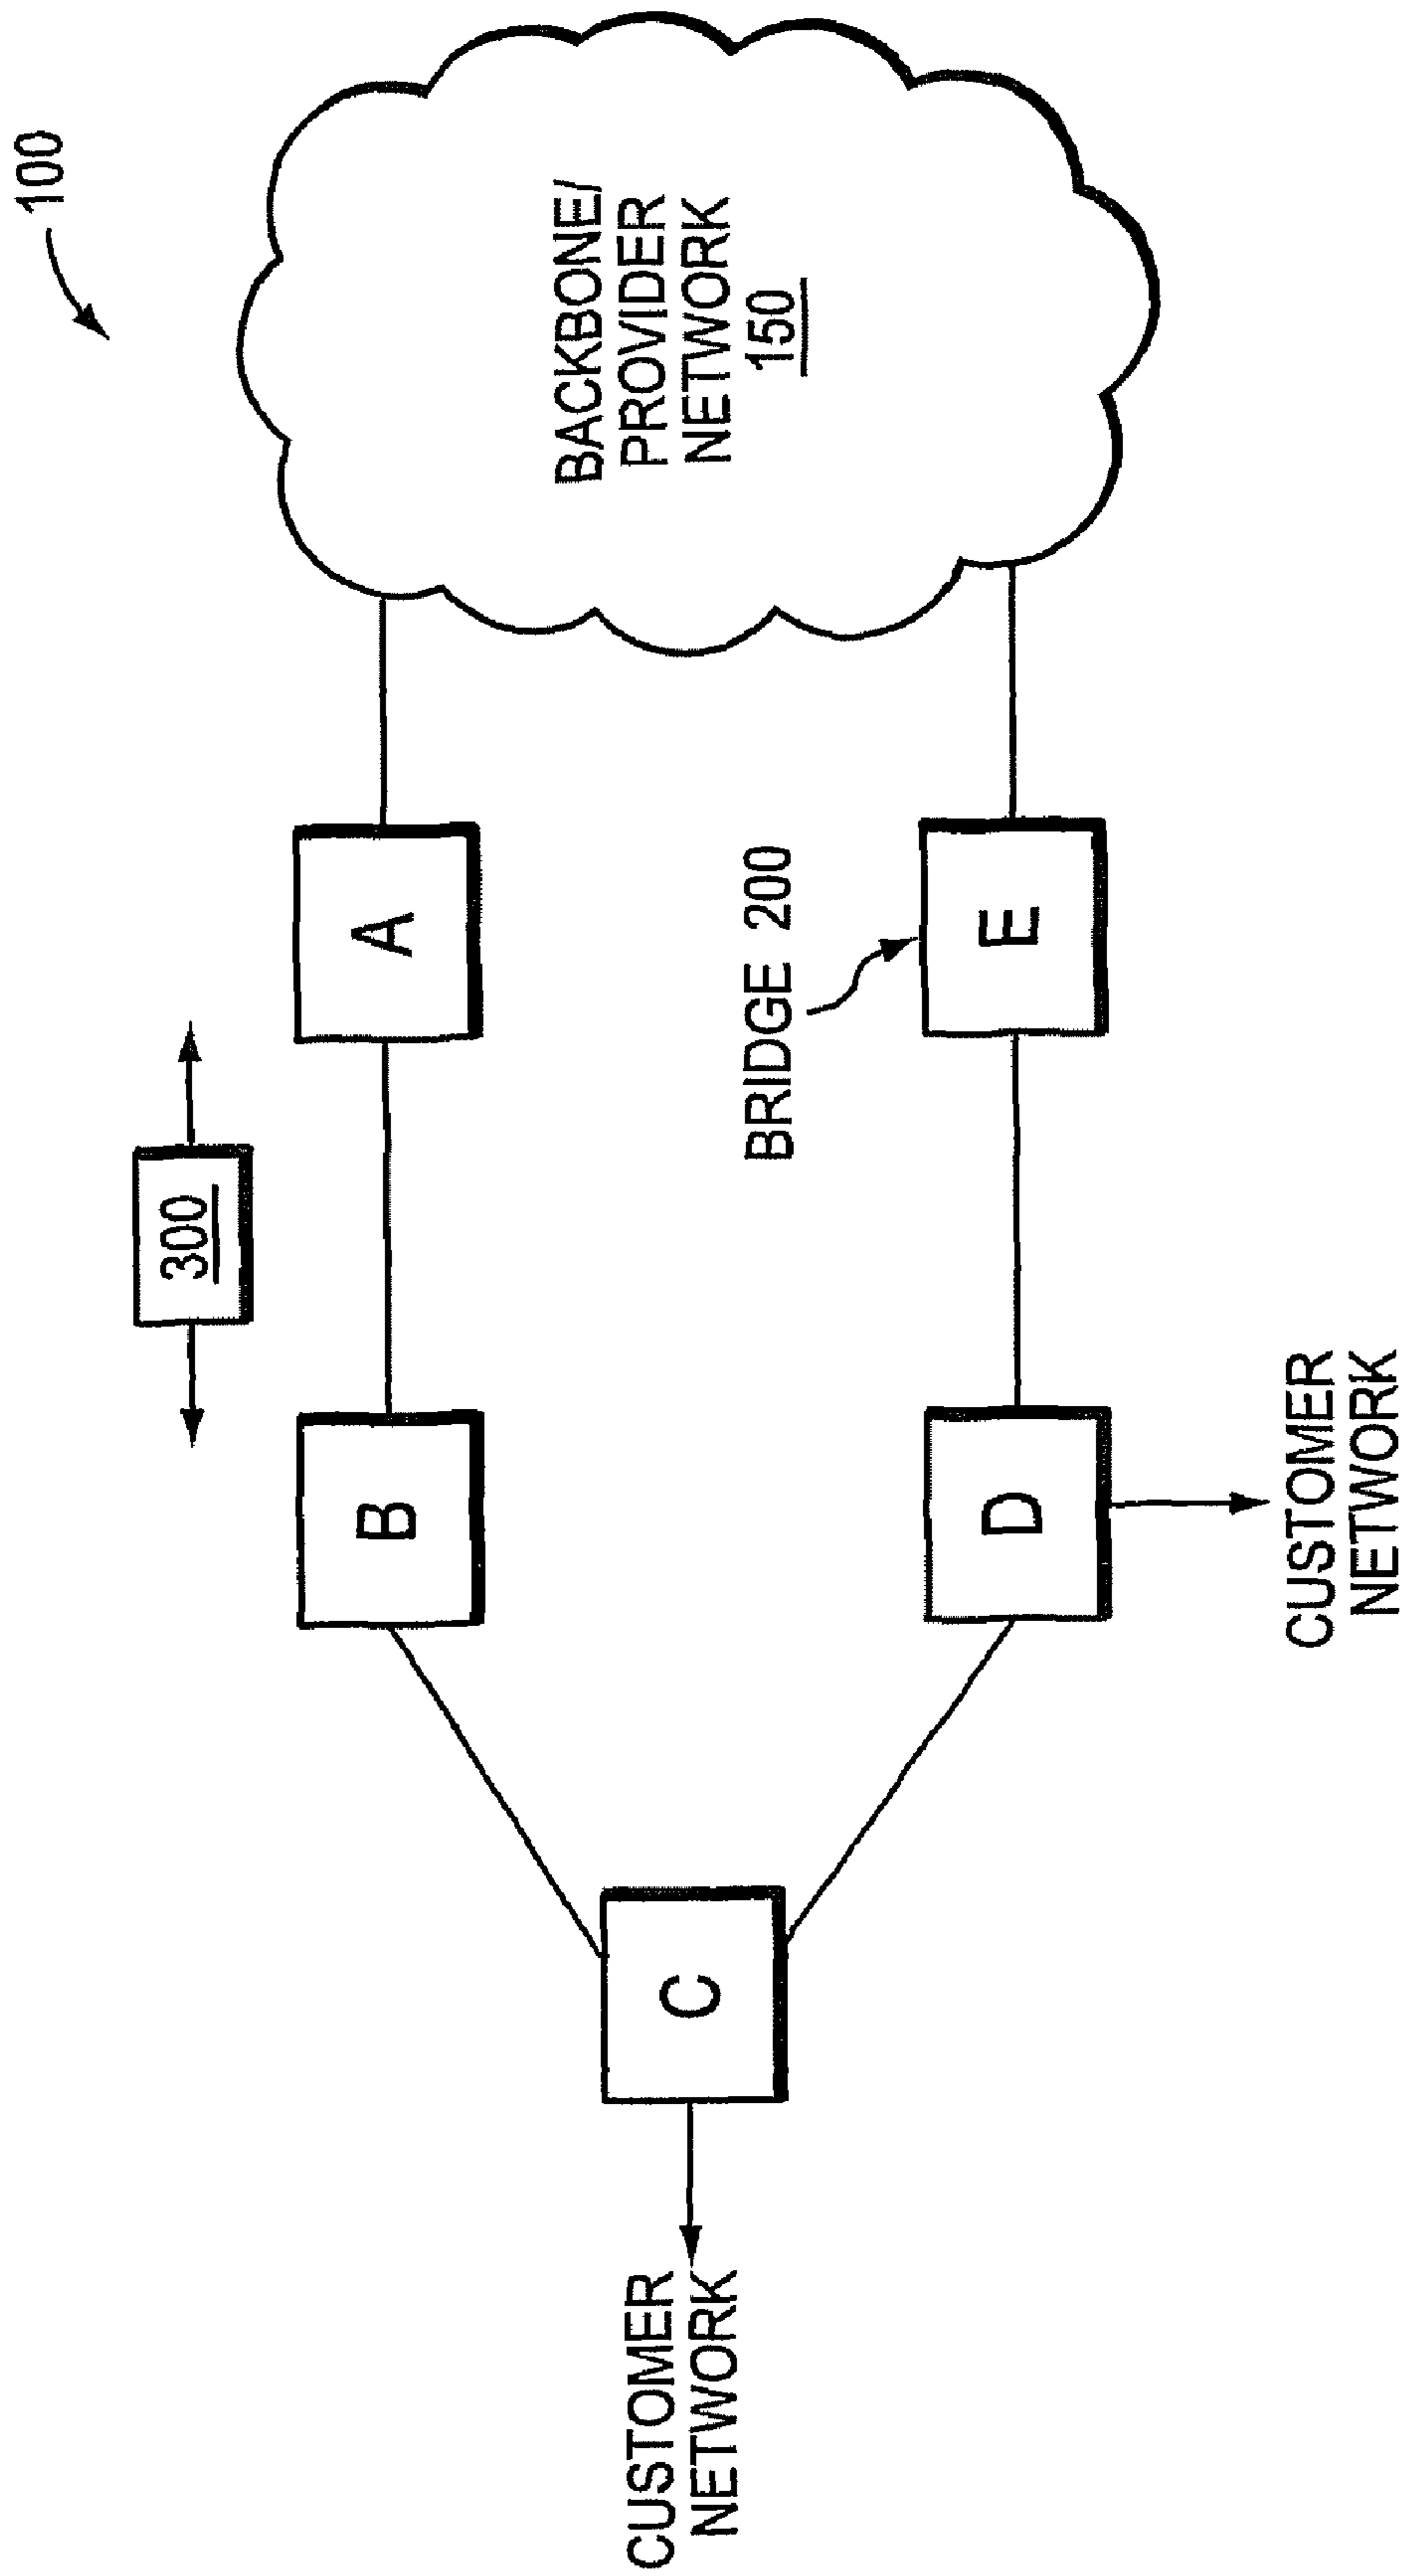 100
BACKBONE/
PROVIDER
NETWORK
150
300
A
B
BRIDGE 200
E
C
D
CUSTOMER
NETWORK
CUSTOMER
NETWORK